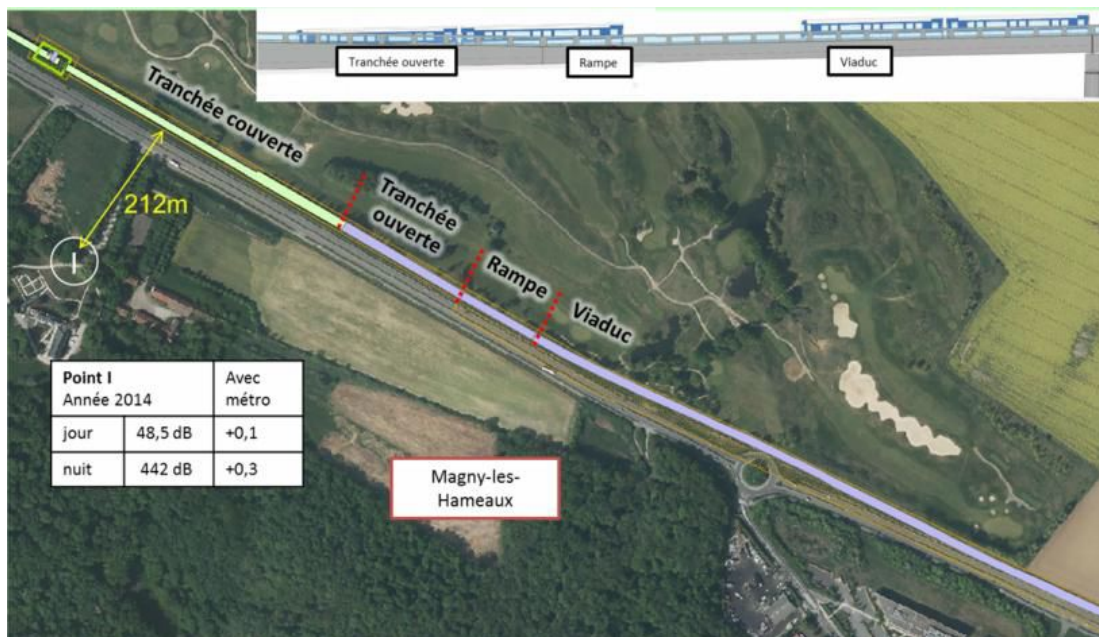 Tranchée ouverte
Rampe
Viaduc
Tranchée couverte
Tranchée
ouverte
Rampe
Viaduc
212m
I
Point I
Année 2014
Avec
métro
jour
48,5 dB
+0,1
nuit
442 dB
+0,3
Magny-les-
Hameaux